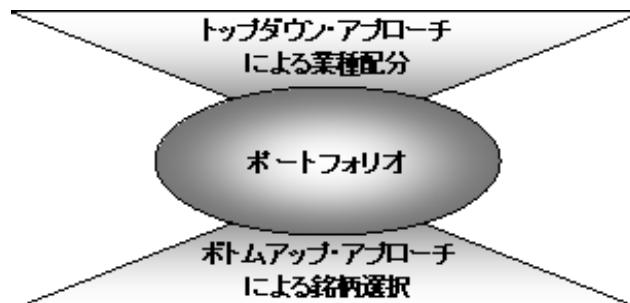 トップダウン・アプローチ
による業種配分
ポートフォリオ
ボトムアップ・アプローチ
による銘柄選択